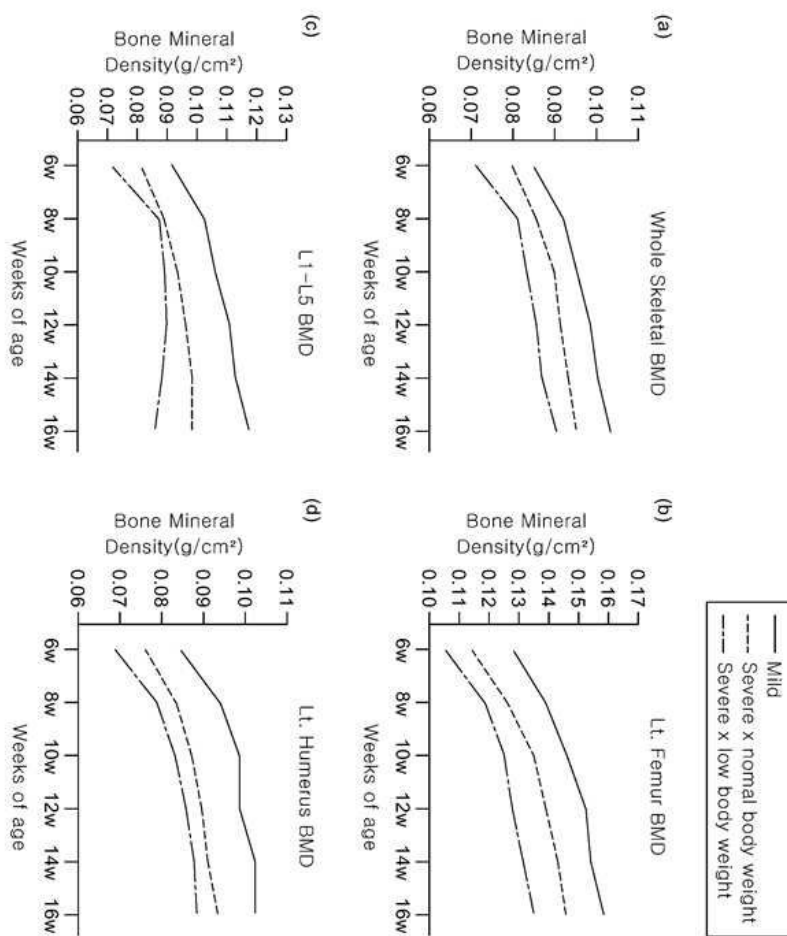 Mild
Severe x nomal body weight
Severe x low body weight
(a)
Whole Skeletal BMD
Bone Mineral
Density(g/cm²)
0.11
0.10
0.09
0.08
0.07
0.06
6w 8w 10w 12w 14w 16w
Weeks of age
(b)
Lt. Femur BMD
Bone Mineral
Density(g/cm²)
0.17
0.16
0.15
0.14
0.13
0.12
0.11
0.10
6w 8w 10w 12w 14w 16w
Weeks of age
(c)
L1-L5 BMD
Bone Mineral
Density(g/cm²)
0.13
0.12
0.11
0.10
0.09
0.08
0.07
0.06
6w 8w 10w 12w 14w 16w
Weeks of age
(d)
Lt. Humerus BMD
Bone Mineral
Density(g/cm²)
0.11
0.10
0.09
0.08
0.07
0.06
6w 8w 10w 12w 14w 16w
Weeks of age